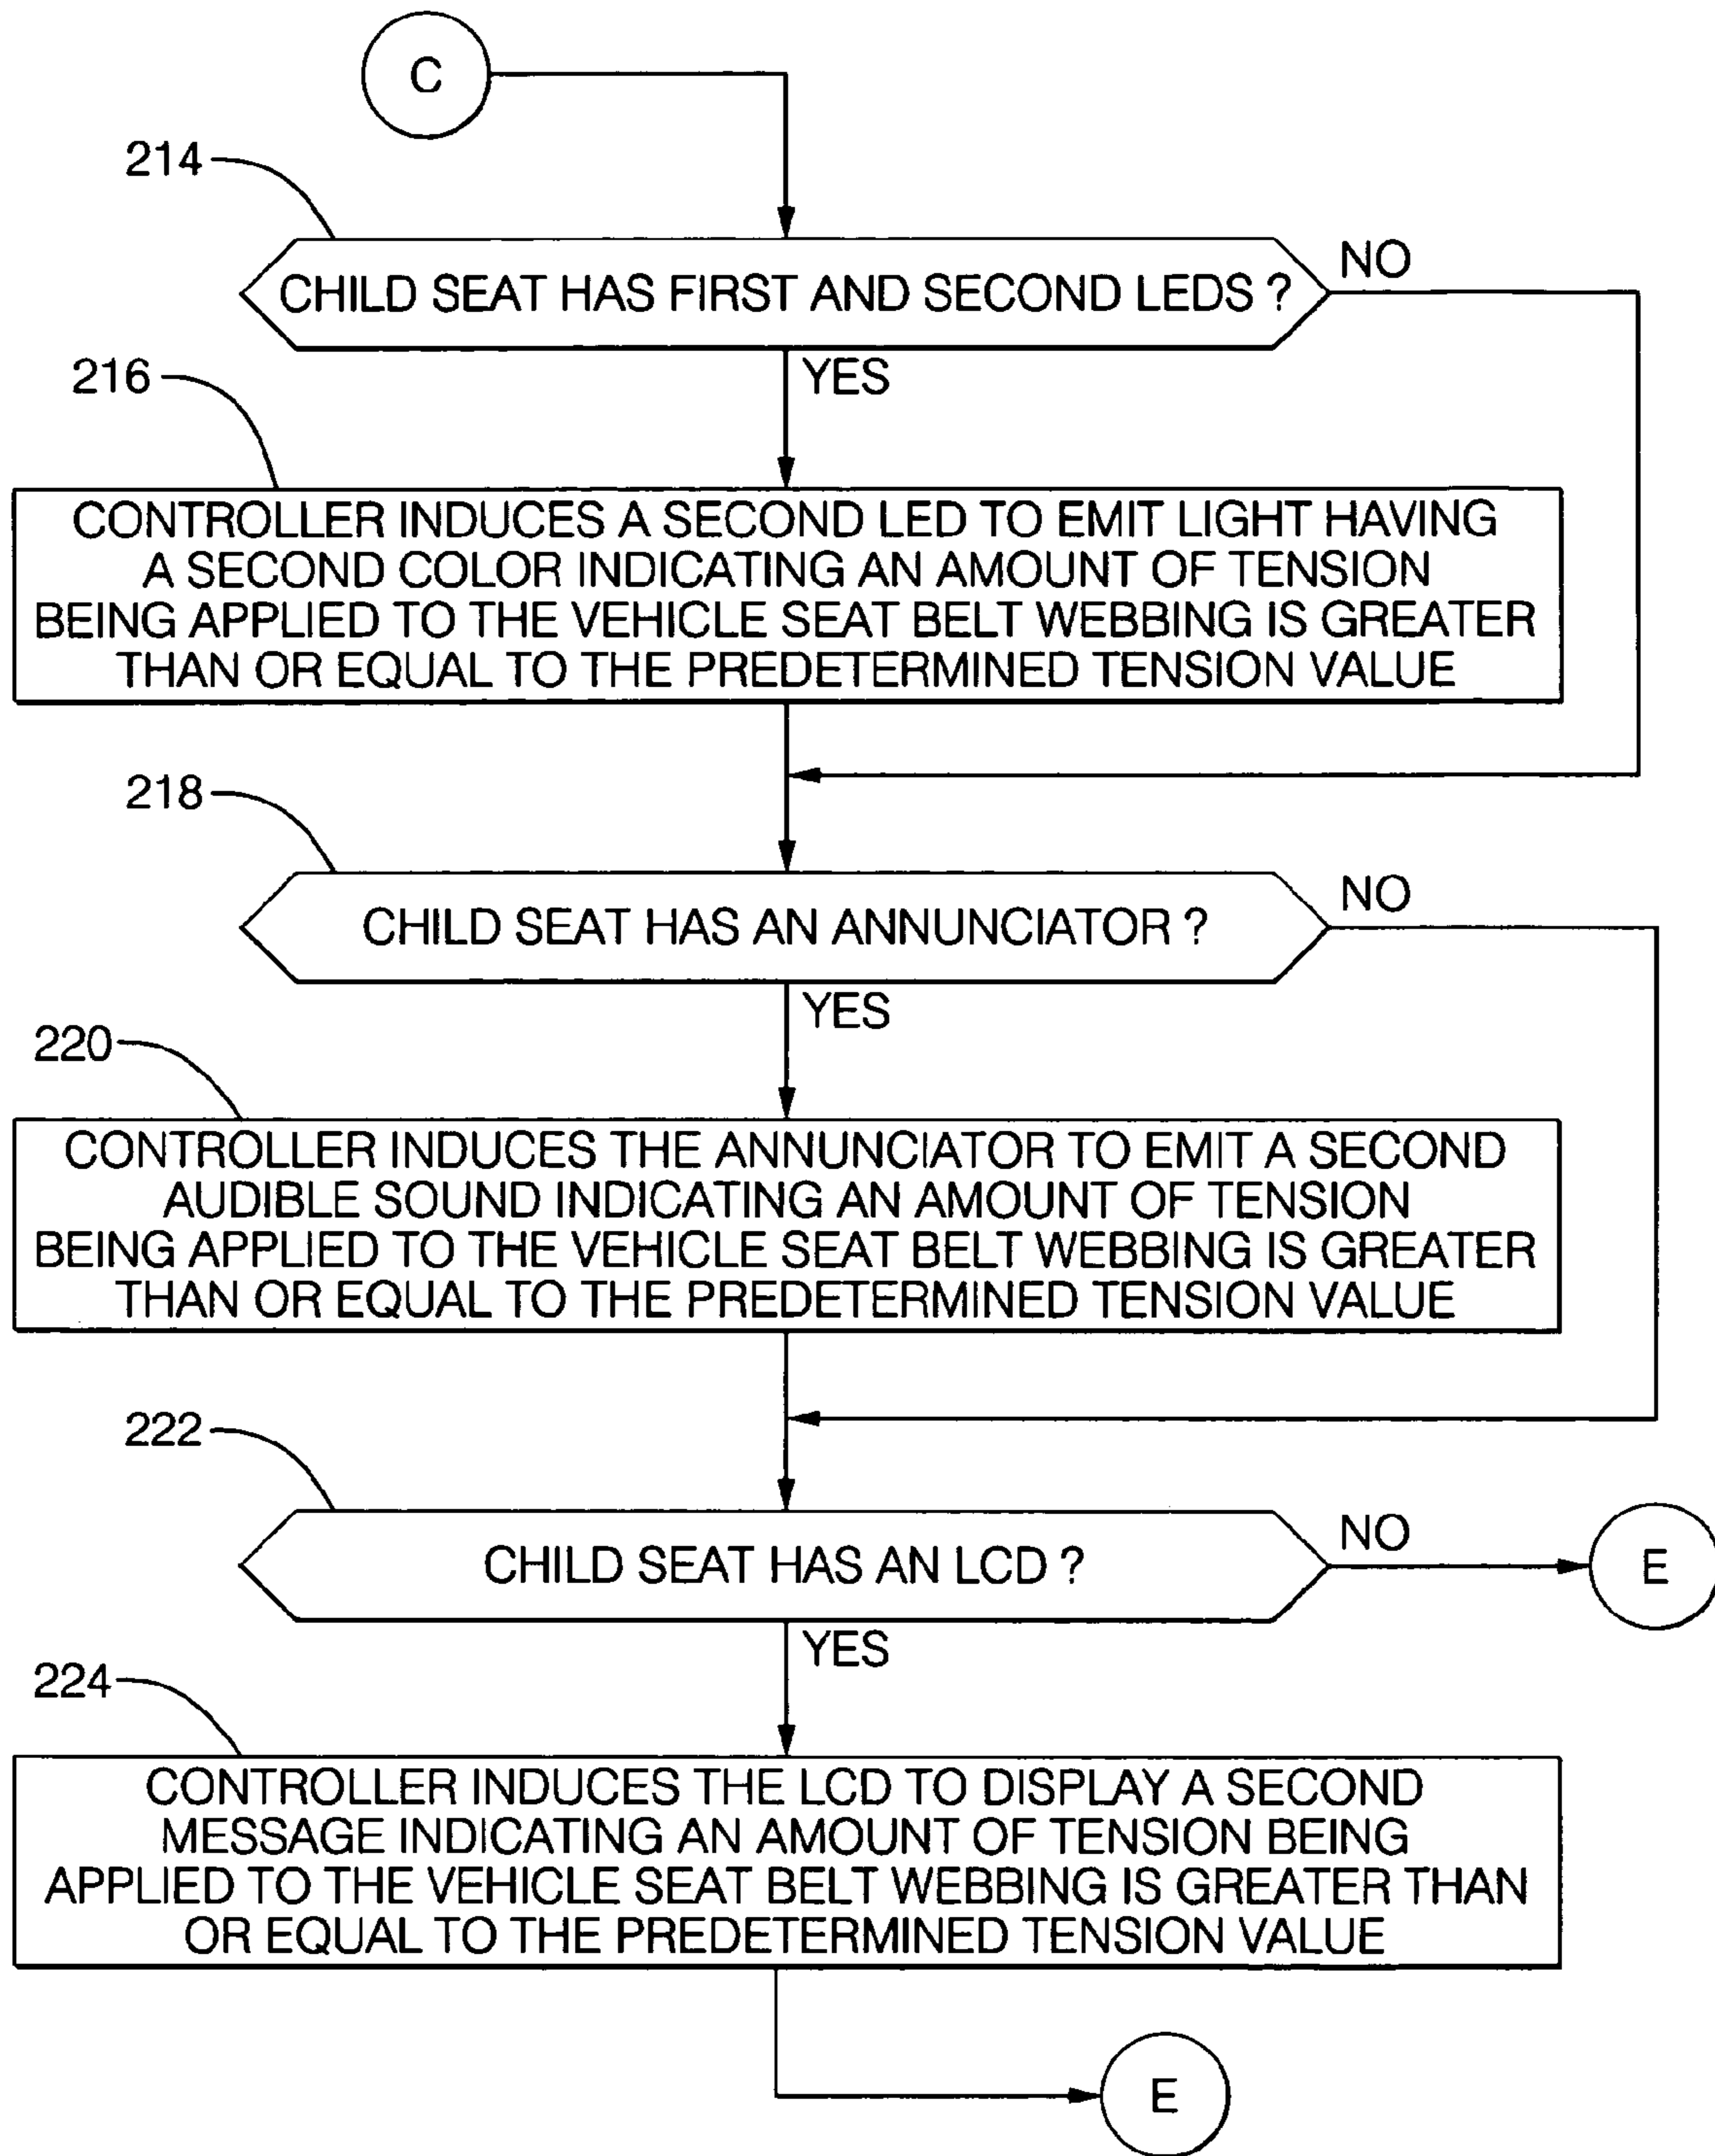 C
214
CHILD SEAT HAS FIRST AND SECOND LEDS ?
NO
YES
216
CONTROLLER INDUCES A SECOND LED TO EMIT LIGHT HAVING
A SECOND COLOR INDICATING AN AMOUNT OF TENSION
BEING APPLIED TO THE VEHICLE SEAT BELT WEBBING IS GREATER
THAN OR EQUAL TO THE PREDETERMINED TENSION VALUE
218
CHILD SEAT HAS AN ANNUNCIATOR ?
NO
YES
220
CONTROLLER INDUCES THE ANNUNCIATOR TO EMIT A SECOND
AUDIBLE SOUND INDICATING AN AMOUNT OF TENSION
BEING APPLIED TO THE VEHICLE SEAT BELT WEBBING IS GREATER
THAN OR EQUAL TO THE PREDETERMINED TENSION VALUE
222
CHILD SEAT HAS AN LCD ?
NO
E
YES
224
CONTROLLER INDUCES THE LCD TO DISPLAY A SECOND
MESSAGE INDICATING AN AMOUNT OF TENSION BEING
APPLIED TO THE VEHICLE SEAT BELT WEBBING IS GREATER THAN
OR EQUAL TO THE PREDETERMINED TENSION VALUE
E